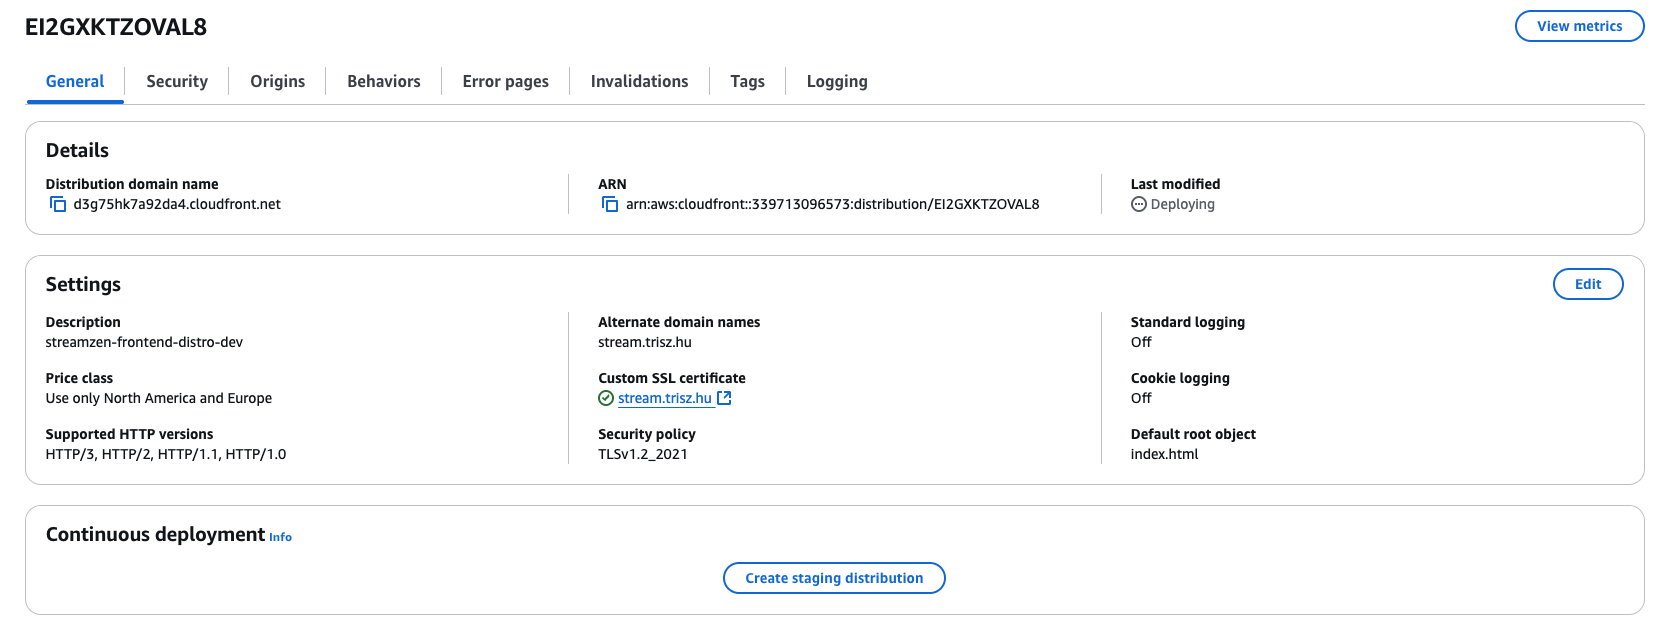 EI2GXKTZOVAL8
View metrics
General
Security
Origins
Behaviors
Error pages
Invalidations
Tags
Logging
Details
Distribution domain name
d3g75hk7a92da4.cloudfront.net
ARN
arn:aws:cloudfront::339713096573:distribution/EI2GXKTZOVAL8
Last modified
Deploying
Settings
Edit
Description
streamzen-frontend-distro-dev
Price class
Use only North America and Europe
Supported HTTP versions
HTTP/3, HTTP/2, HTTP/1.1, HTTP/1.0
Alternate domain names
stream.trisz.hu
Custom SSL certificate
stream.trisz.hu
Security policy
TLSv1.2_2021
Standard logging
Off
Cookie logging
Off
Default root object
index.html
Continuous deployment Info
Create staging distribution